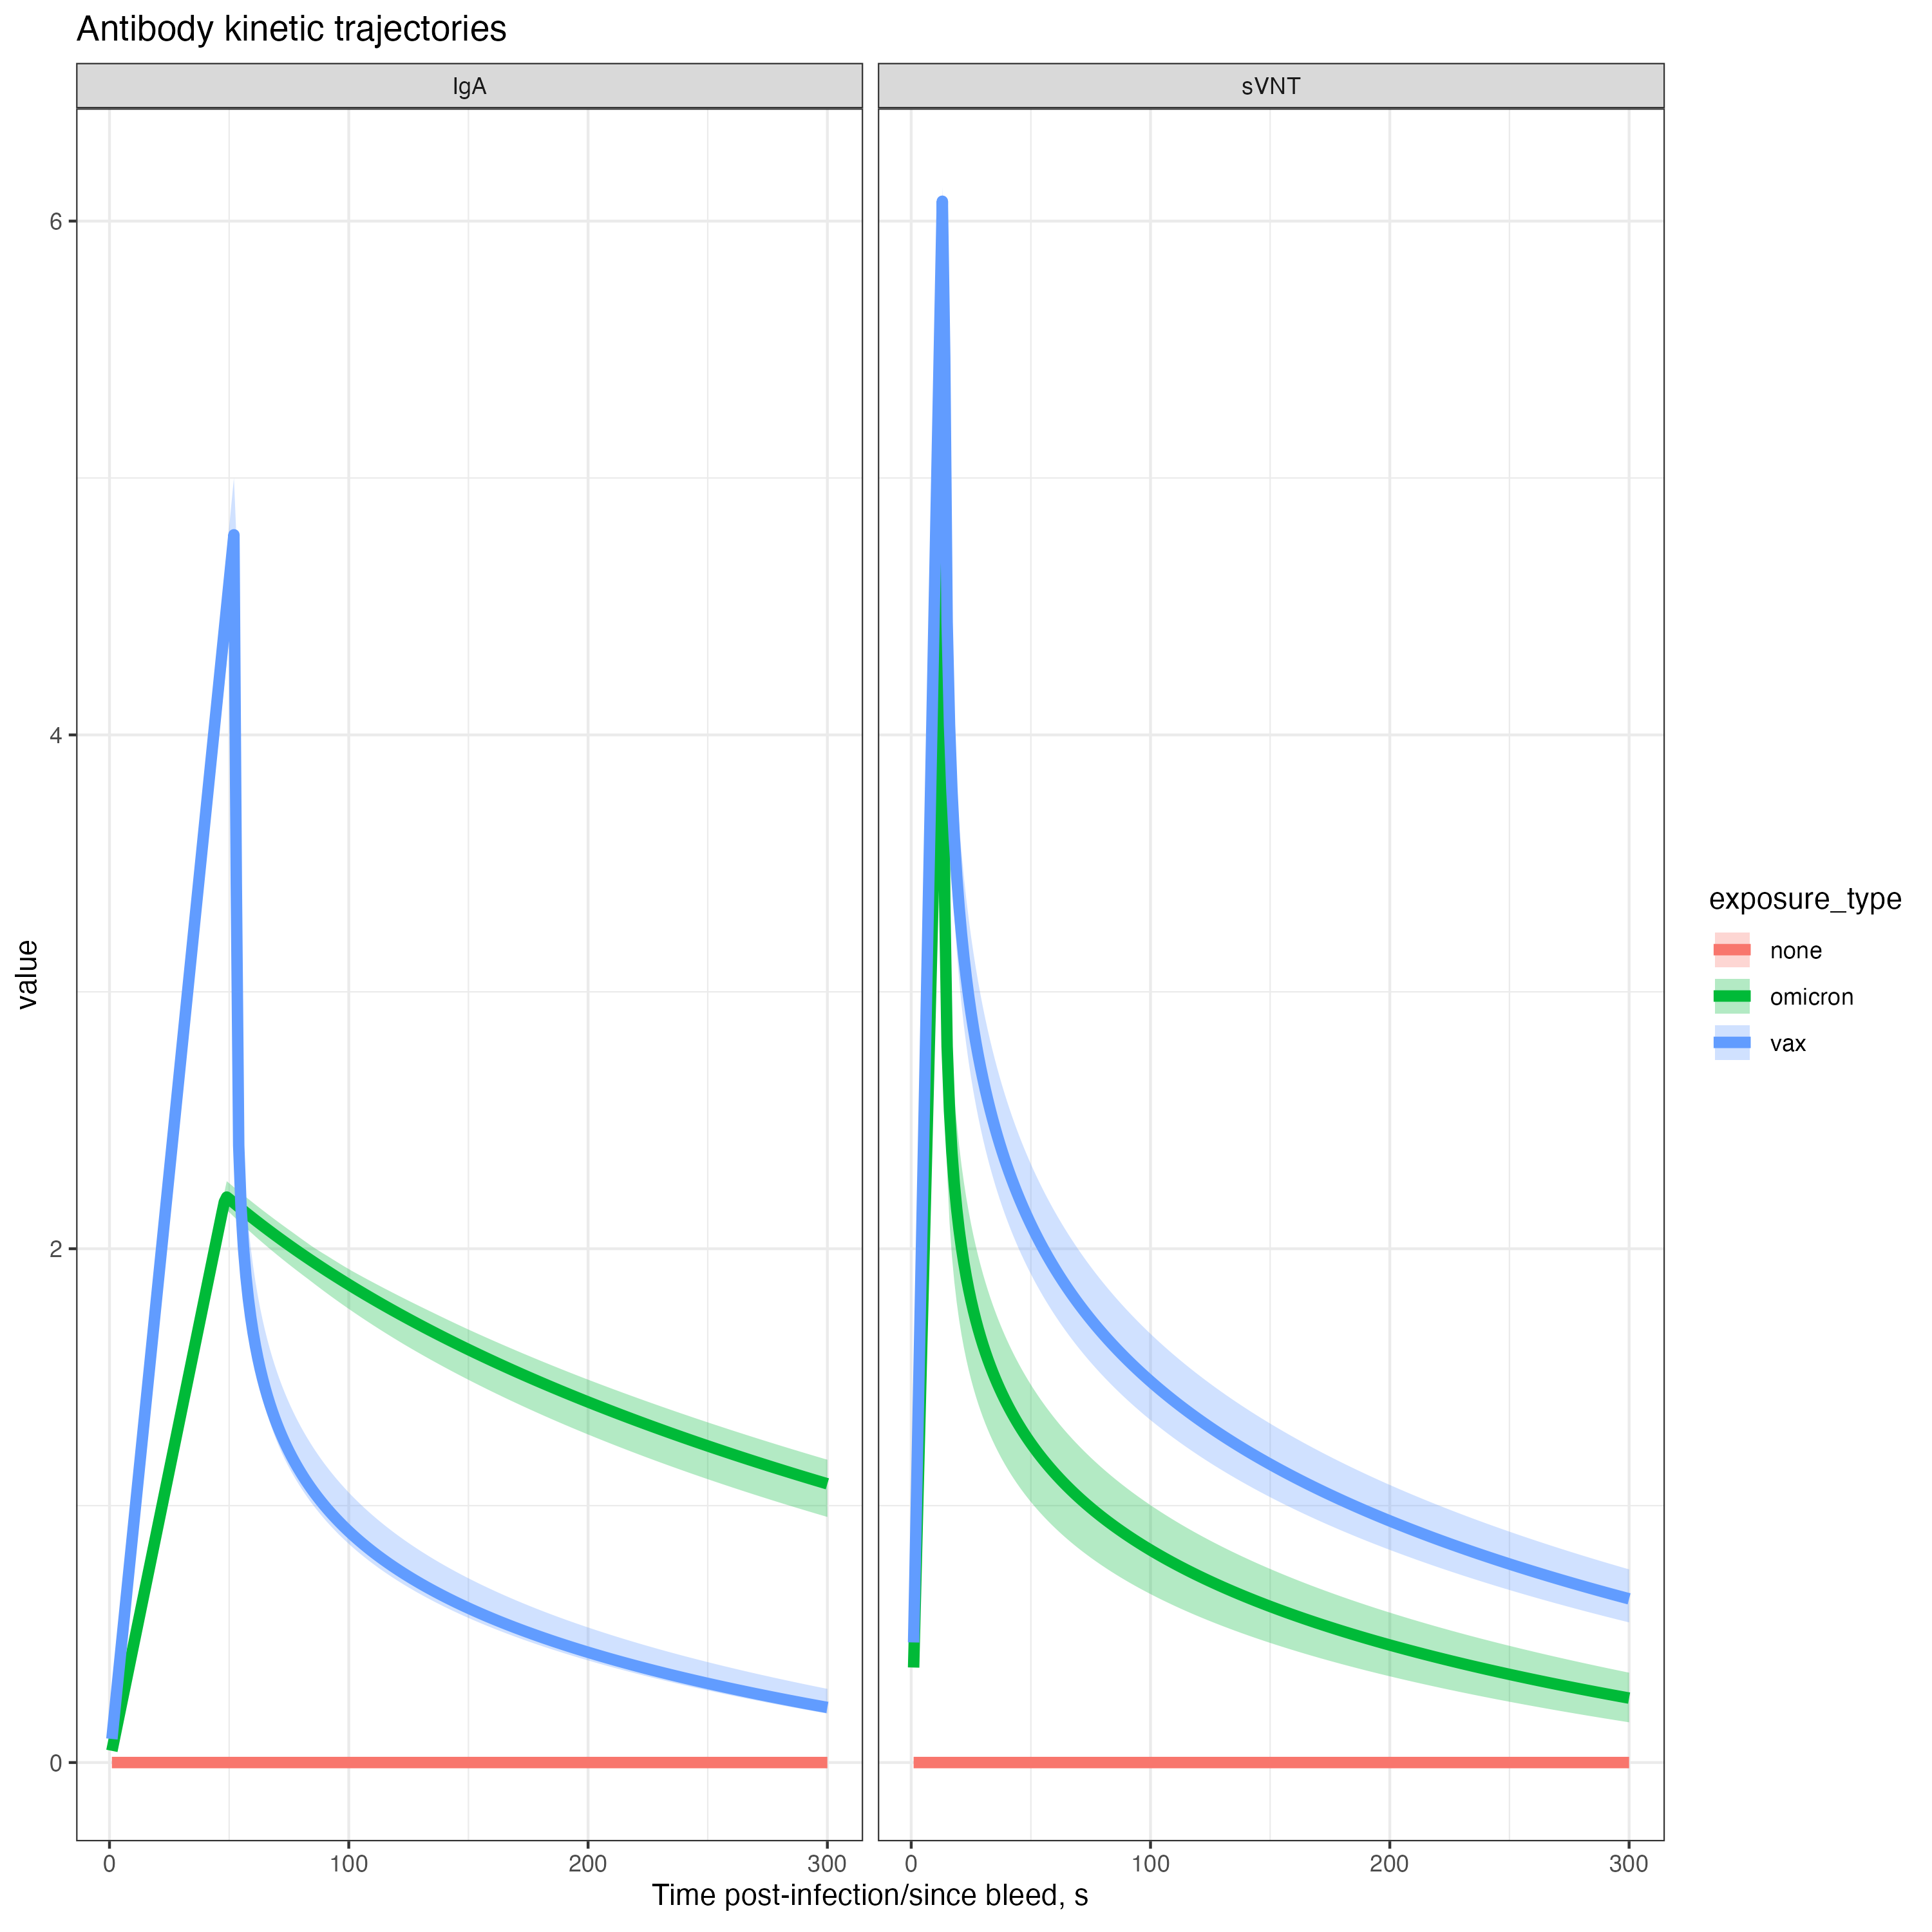 Antibody kinetic trajectories
IgA
sVNT
value
6
4
2
0
0
100
200
300
0
100
200
300
Time post-infection/since bleed, s
exposure_type
none
omicron
vax